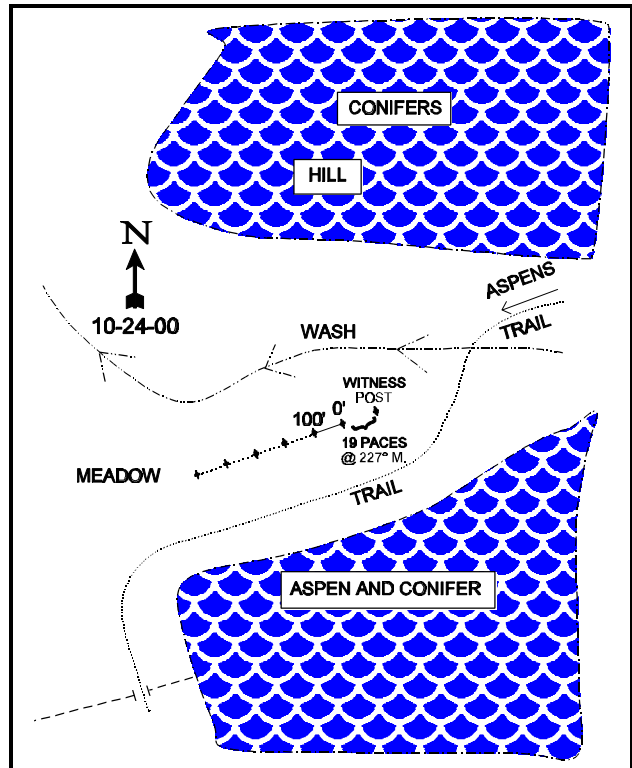 CONIFERS
HILL
N
10-24-00
ASPENS
TRAIL
WASH
WITNESS
POST
0'
100'
19 PACES
@ 227° M.
MEADOW
TRAIL
ASPEN AND CONIFER